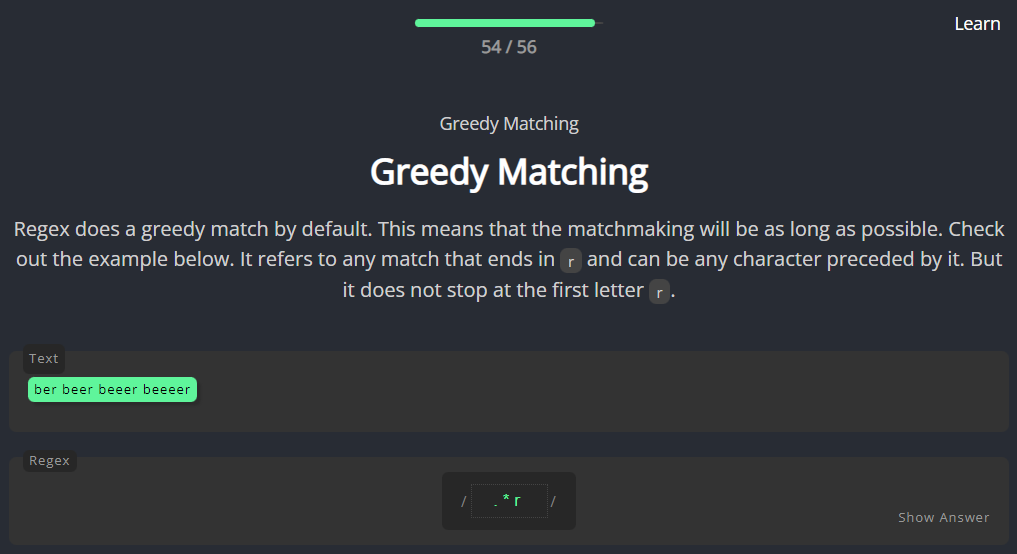 Learn
54 / 56
Greedy Matching
Greedy Matching
Regex does a greedy match by default. This means that the matchmaking will be as long as possible. Check
out the example below. It refers to any match that ends in r and can be any character preceded by it. But
it does not stop at the first letter r.
Text
ber beer beeer beeeer
Regex
/ .*r /
Show Answer